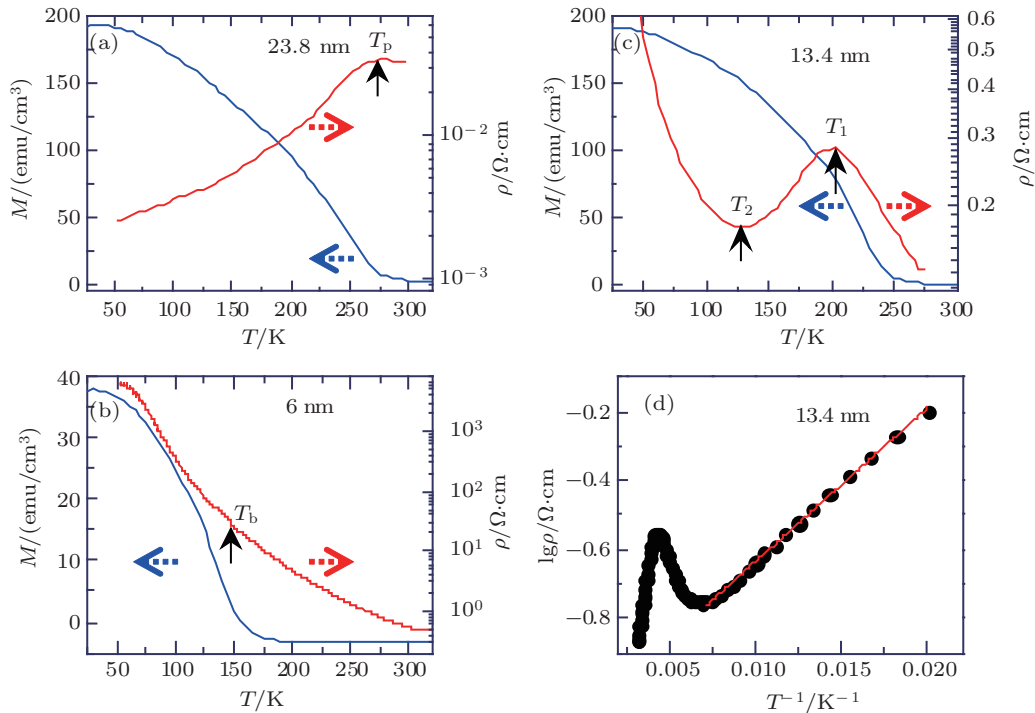 (a)
23.8 nm
Tp
M/(emu/cm³)
200
150
100
50
0
10⁻²
10⁻³
ρ/Ω·cm
50 100 150 200 250 300
T/K
(c)
13.4 nm
T1
T2
M/(emu/cm³)
200
150
100
50
0
0.6
0.5
0.4
0.3
0.2
ρ/Ω·cm
50 100 150 200 250 300
T/K
(b)
6 nm
Tb
M/(emu/cm³)
40
30
20
10
0
10³
10²
10¹
10⁰
ρ/Ω·cm
50 100 150 200 250 300
T/K
(d)
13.4 nm
lgρ/Ω·cm
−0.2
−0.4
−0.6
−0.8
0.005 0.010 0.015 0.020
T⁻¹/K⁻¹